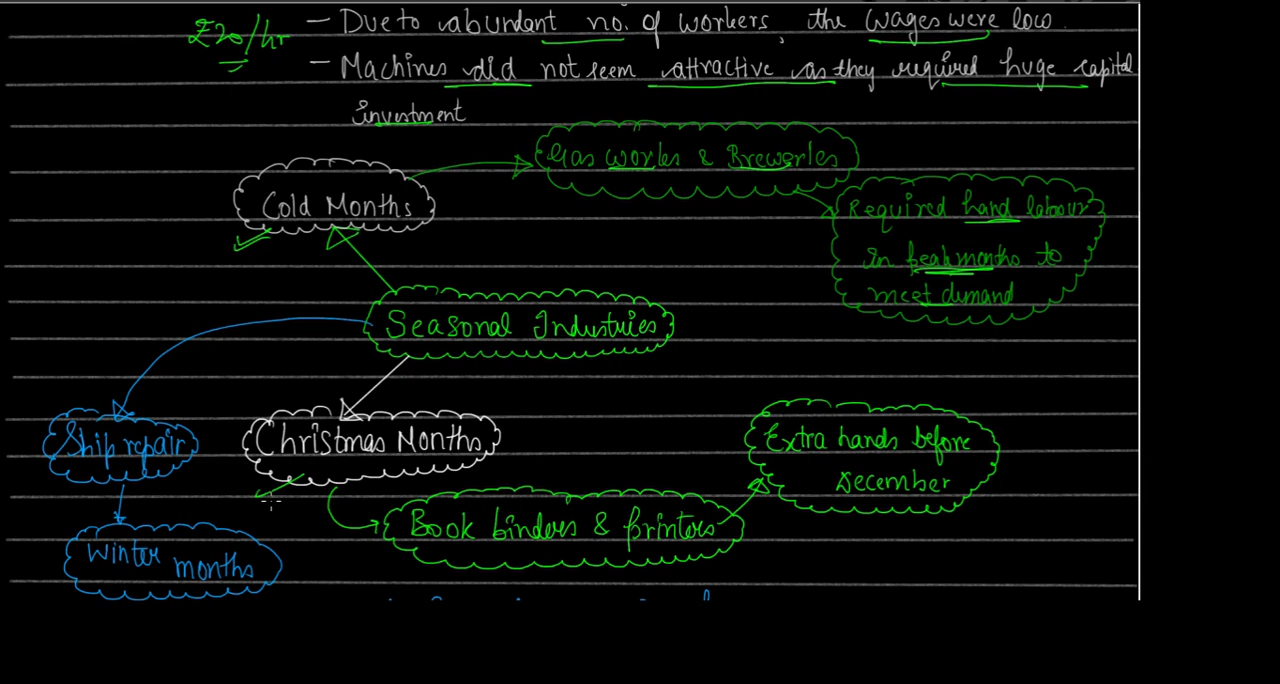 £20/hr
— Due to abundant no. of workers, the wages were low.
— Machines did not seem attractive as they required huge capital
investment
Gas works & Breweries
Cold Months
Required hand labour
in peak months to
meet demand
Seasonal Industries
Ship repair
Christmas Months
Extra hands before
December
Book binders & printers
Winter months